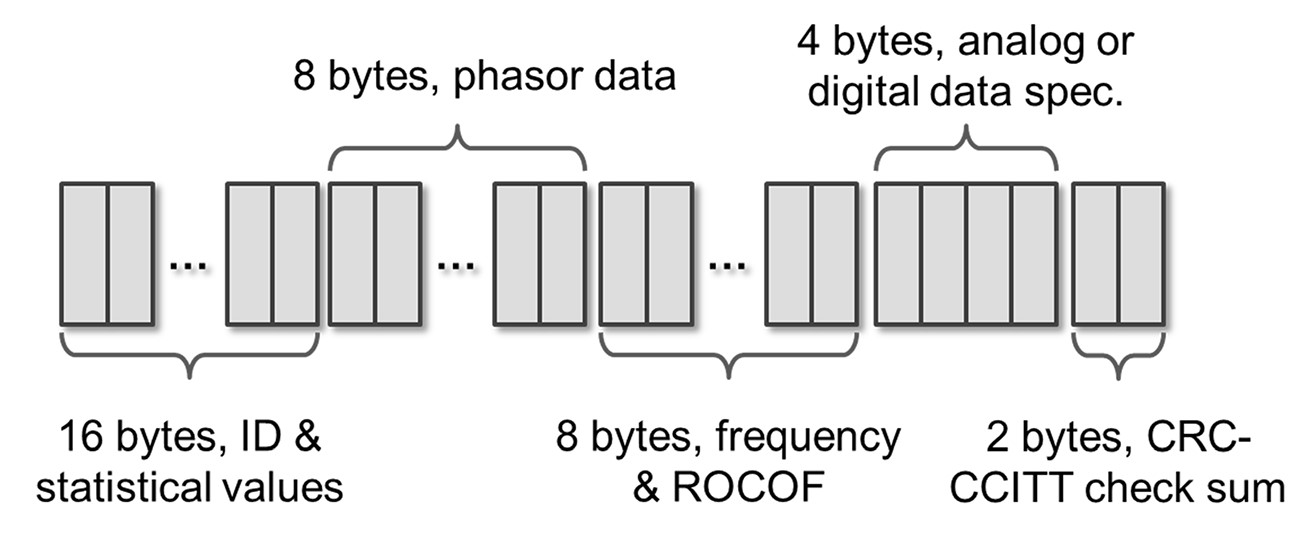 4 bytes, analog or
digital data spec.
8 bytes, phasor data
...
...
...
16 bytes, ID &
statistical values
8 bytes, frequency
& ROCOF
2 bytes, CRC-
CCITT check sum